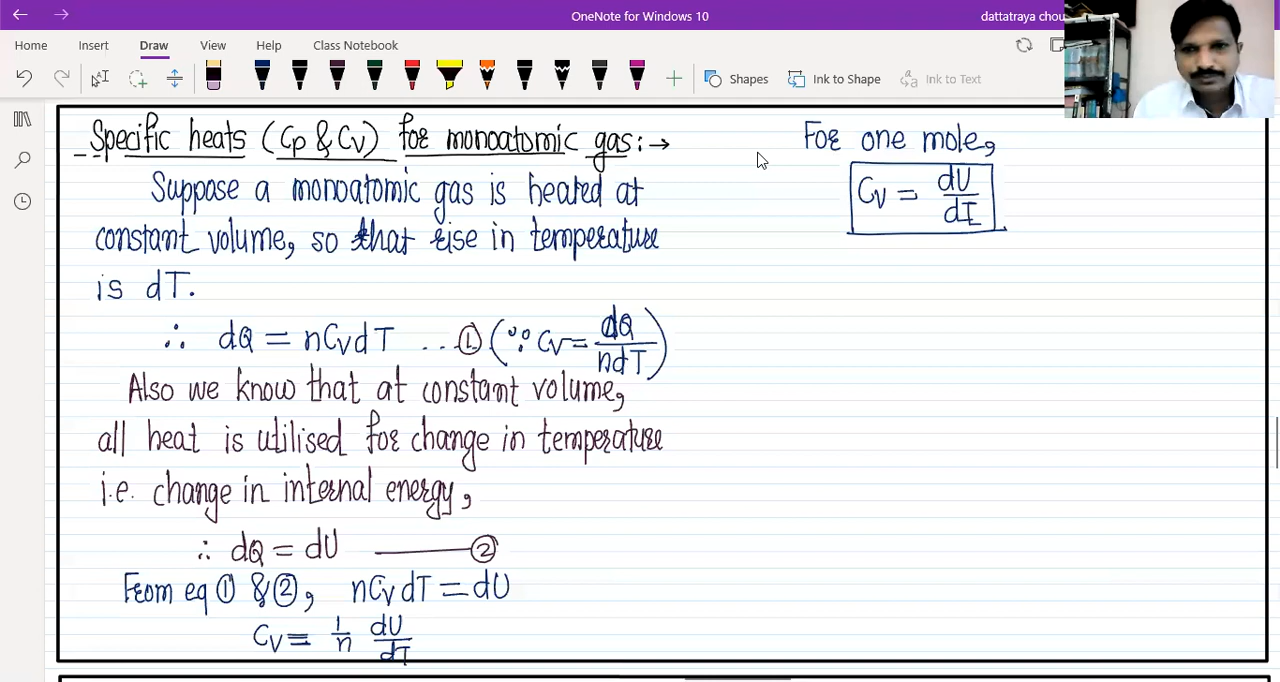 OneNote for Windows 10
dattatraya chou
Home Insert Draw View Help Class Notebook
Shapes Ink to Shape Ink to Text
Specific heats (Cp & Cv) for monoatomic gas:→
Suppose a monoatomic gas is heated at
constant volume, so that rise in temperature
is dT.
∴ dQ = nCvdT ...① (∵ Cv = dQ/ndT)
Also we know that at constant volume,
all heat is utilised for change in temperature
i.e. change in internal energy,
∴ dQ = dU ——— ②
From eq ① & ②, nCvdT = dU
Cv = 1/n dU/dT
For one mole,
Cv = dU/dT